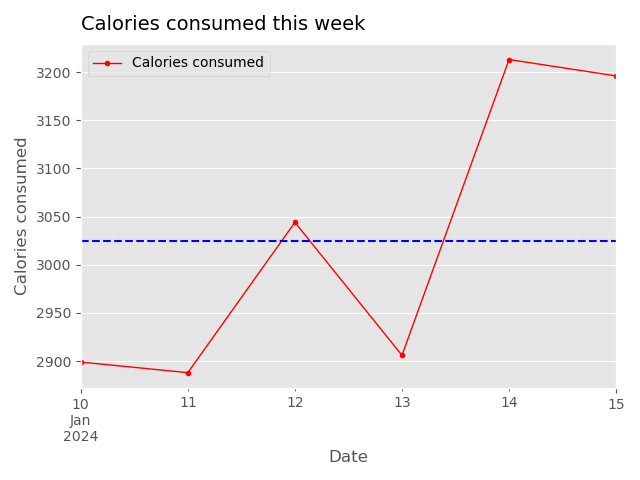 Calories consumed this week
Calories consumed
3200
3150
3100
3050
3000
2950
2900
Calories consumed
10 11 12 13 14 15
Jan
2024
Date